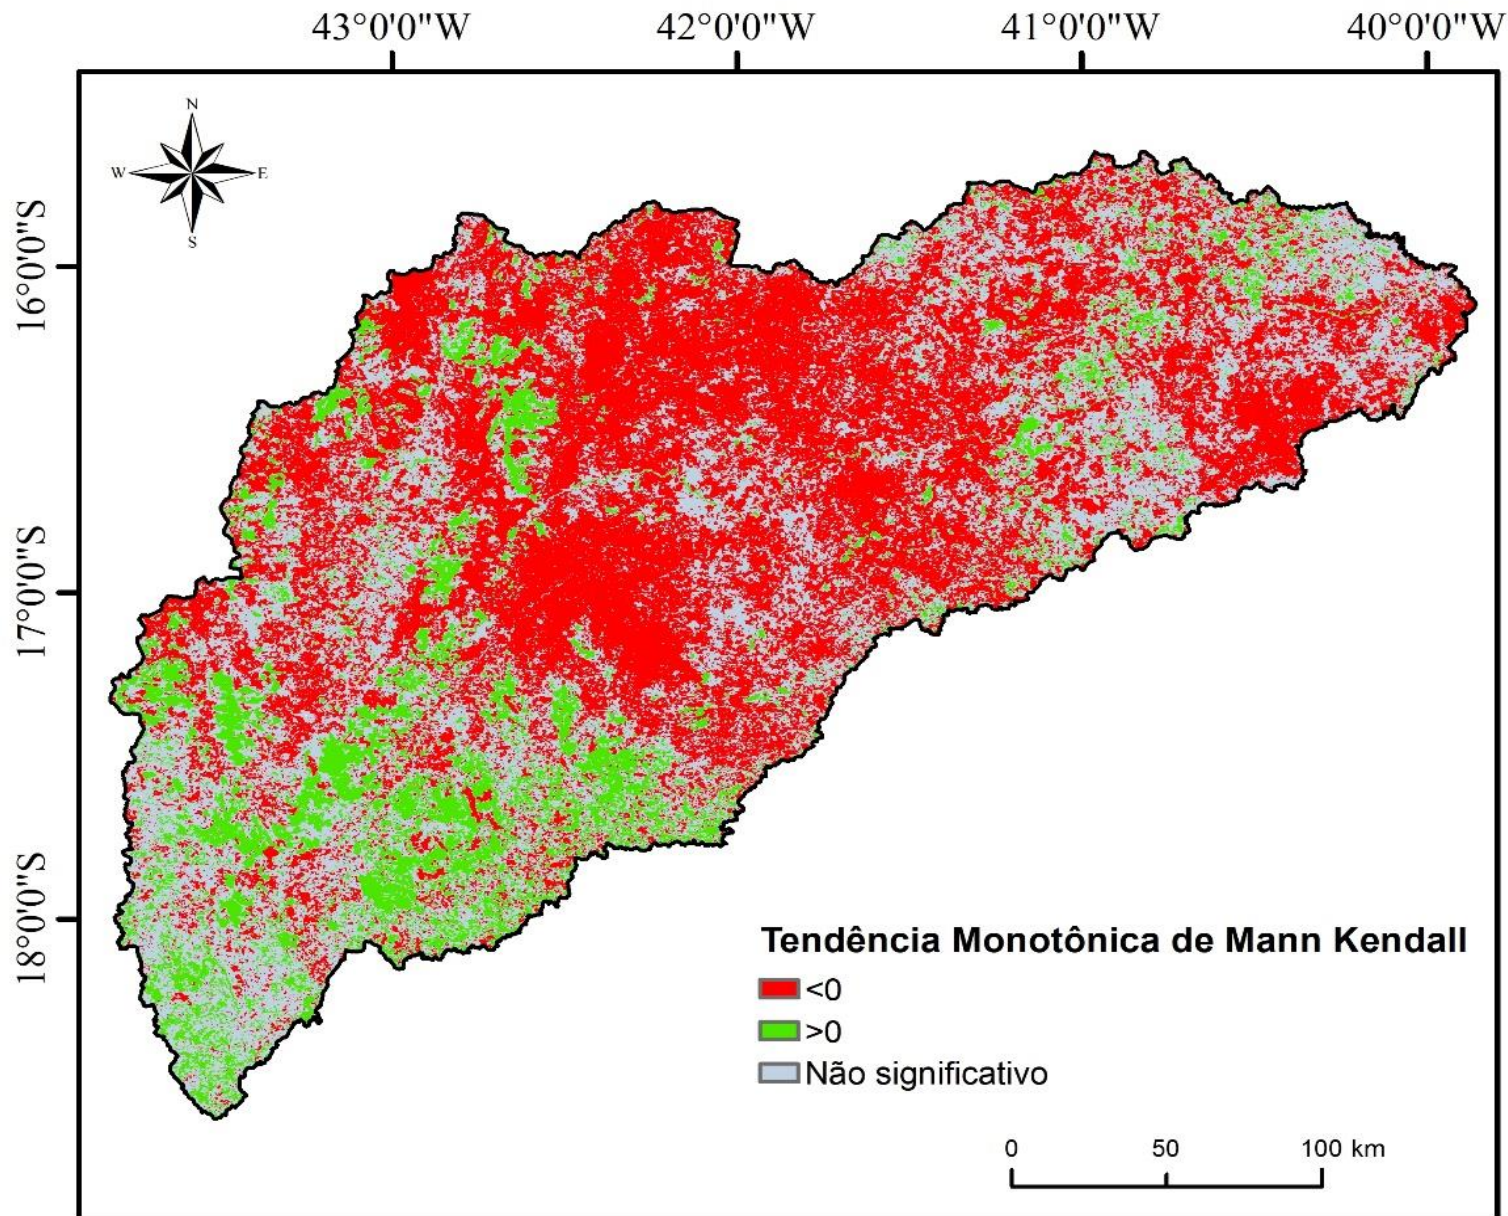 43°0'0"W 42°0'0"W 41°0'0"W 40°0'0"W
N
W E
S
16°0'0"S
17°0'0"S
18°0'0"S
Tendência Monotônica de Mann Kendall
<0
>0
Não significativo
0 50 100 km